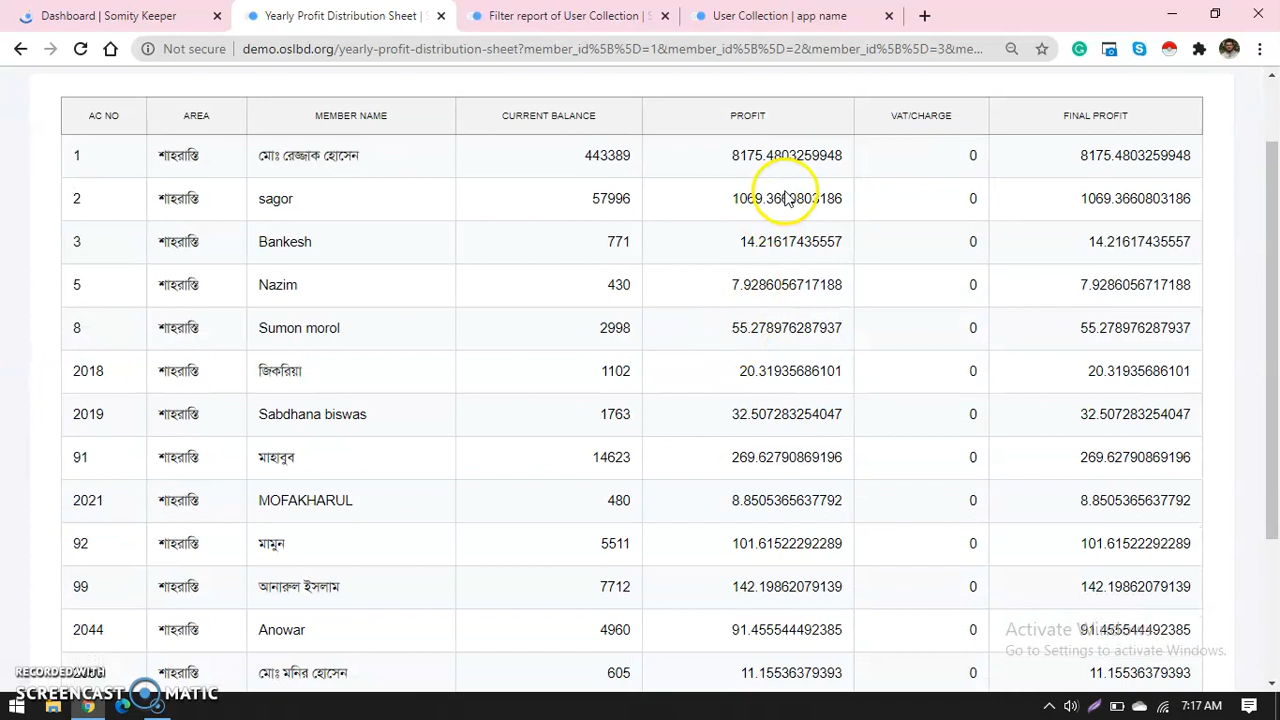 Dashboard | Somity Keeper
Yearly Profit Distribution Sheet |
Filter report of User Collection |
User Collection | app name
Not secure | demo.oslbd.org/yearly-profit-distribution-sheet?member_id%5B%5D=1&member_id%5B%5D=2&member_id%5B%5D=3&me...
AC NO AREA MEMBER NAME CURRENT BALANCE PROFIT VAT/CHARGE FINAL PROFIT
1 শাহরাস্তি মোঃ রেজ্জাক হোসেন 443389 8175.4803259948 0 8175.4803259948
2 শাহরাস্তি sagor 57996 1069.3660803186 0 1069.3660803186
3 শাহরাস্তি Bankesh 771 14.21617435557 0 14.21617435557
5 শাহরাস্তি Nazim 430 7.9286056717188 0 7.9286056717188
8 শাহরাস্তি Sumon morol 2998 55.278976287937 0 55.278976287937
2018 শাহরাস্তি জিকরিয়া 1102 20.31935686101 0 20.31935686101
2019 শাহরাস্তি Sabdhana biswas 1763 32.507283254047 0 32.507283254047
91 শাহরাস্তি মাহাবুব 14623 269.62790869196 0 269.62790869196
2021 শাহরাস্তি MOFAKHARUL 480 8.8505365637792 0 8.8505365637792
92 শাহরাস্তি মামুন 5511 101.61522292289 0 101.61522292289
99 শাহরাস্তি আনারুল ইসলাম 7712 142.19862079139 0 142.19862079139
2044 শাহরাস্তি Anowar 4960 91.455544492385 0 91.455544492385
শাহরাস্তি মোঃ মনির হোসেন 605 11.15536379393 0 11.15536379393
Activate Windows
Go to Settings to activate Windows.
RECORDED WITH
SCREENCAST MATIC
7:17 AM